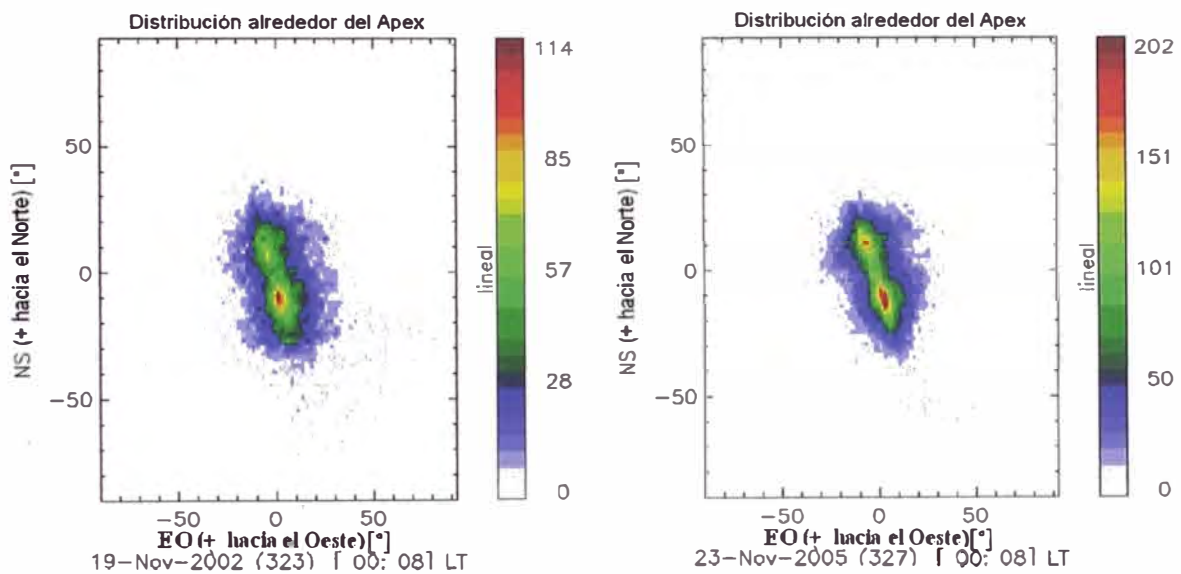 Distribución alrededor del Apex
114
85
57
28
0
lineal
NS (+ hacia el Norte) [°]
50
0
−50
−50 0 50
EO (+ hacia el Oeste)[°]
19−Nov−2002 (323) [ 00: 08] LT
Distribución alrededor del Apex
202
151
101
50
0
lineal
NS (+ hacia el Norte) [°]
50
0
−50
−50 0 50
EO (+ hacia el Oeste)[°]
23−Nov−2005 (327) [ 00: 08] LT